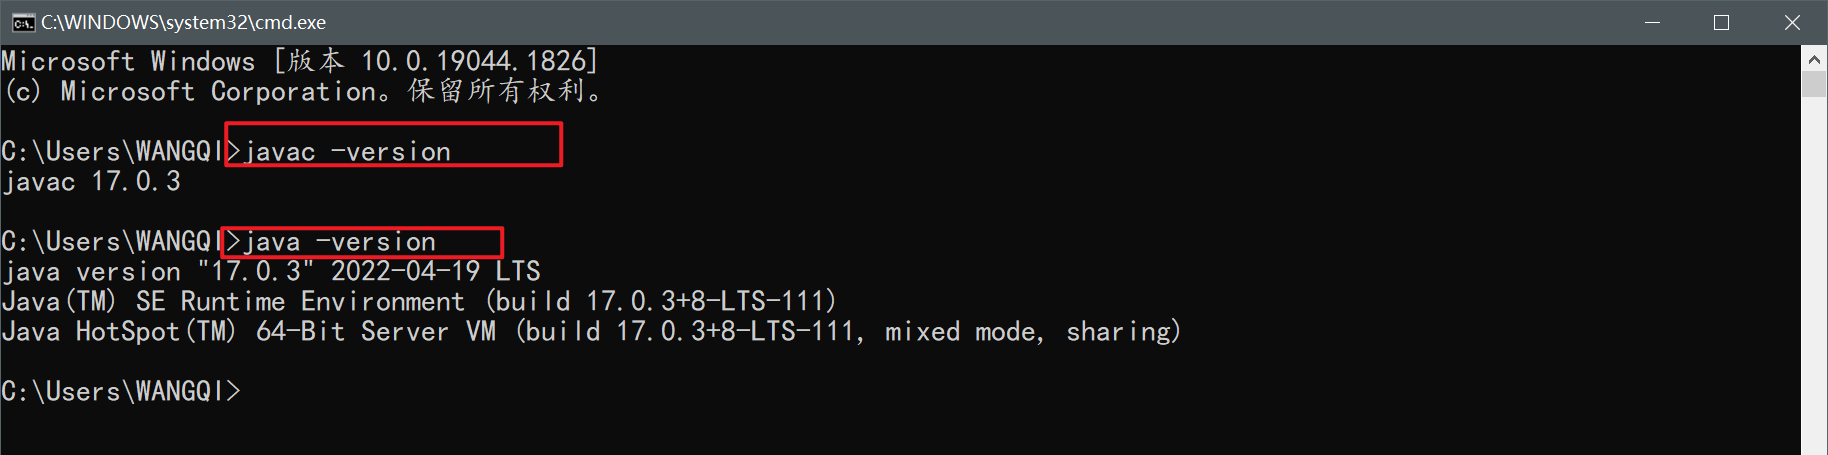 C:\WINDOWS\system32\cmd.exe
Microsoft Windows [版本 10.0.19044.1826]
(c) Microsoft Corporation。保留所有权利。
C:\Users\WANGQI>javac -version
javac 17.0.3
C:\Users\WANGQI>java -version
java version "17.0.3" 2022-04-19 LTS
Java(TM) SE Runtime Environment (build 17.0.3+8-LTS-111)
Java HotSpot(TM) 64-Bit Server VM (build 17.0.3+8-LTS-111, mixed mode, sharing)
C:\Users\WANGQI>